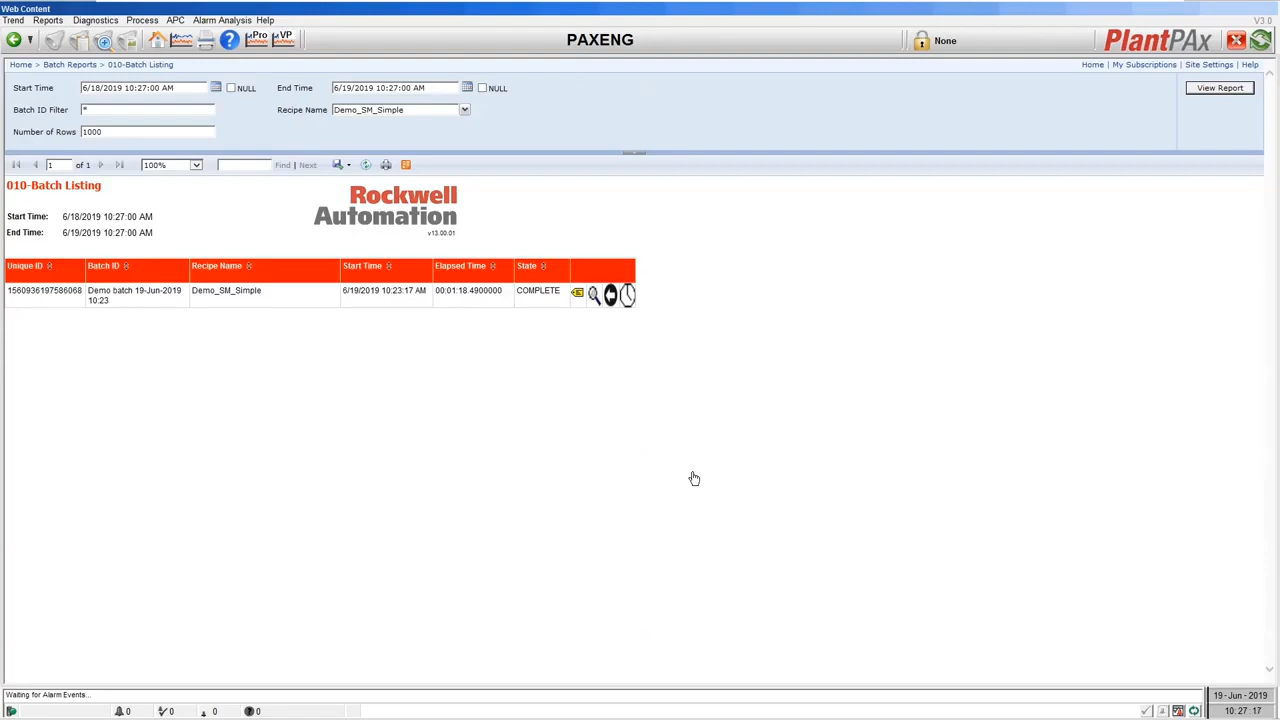 Web Content
Trend Reports Diagnostics Process APC Alarm Analysis Help V3.0
? Pro VP PAXENG None PlantPAx
Home > Batch Reports > 010-Batch Listing Home | My Subscriptions | Site Settings | Help
Start Time 6/18/2019 10:27:00 AM NULL End Time 6/19/2019 10:27:00 AM NULL View Report
Batch ID Filter * Recipe Name Demo_SM_Simple
Number of Rows 1000
1 of 1 100% Find | Next
010-Batch Listing
Rockwell
Automation
Start Time: 6/18/2019 10:27:00 AM
End Time: 6/19/2019 10:27:00 AM
v13.00.01
Unique ID Batch ID Recipe Name Start Time Elapsed Time State
1560936197586068 Demo batch 19-Jun-2019 Demo_SM_Simple 6/19/2019 10:23:17 AM 00:01:18.4900000 COMPLETE
10:23
Waiting for Alarm Events... 19-Jun-2019
0 0 0 0 10:27:17